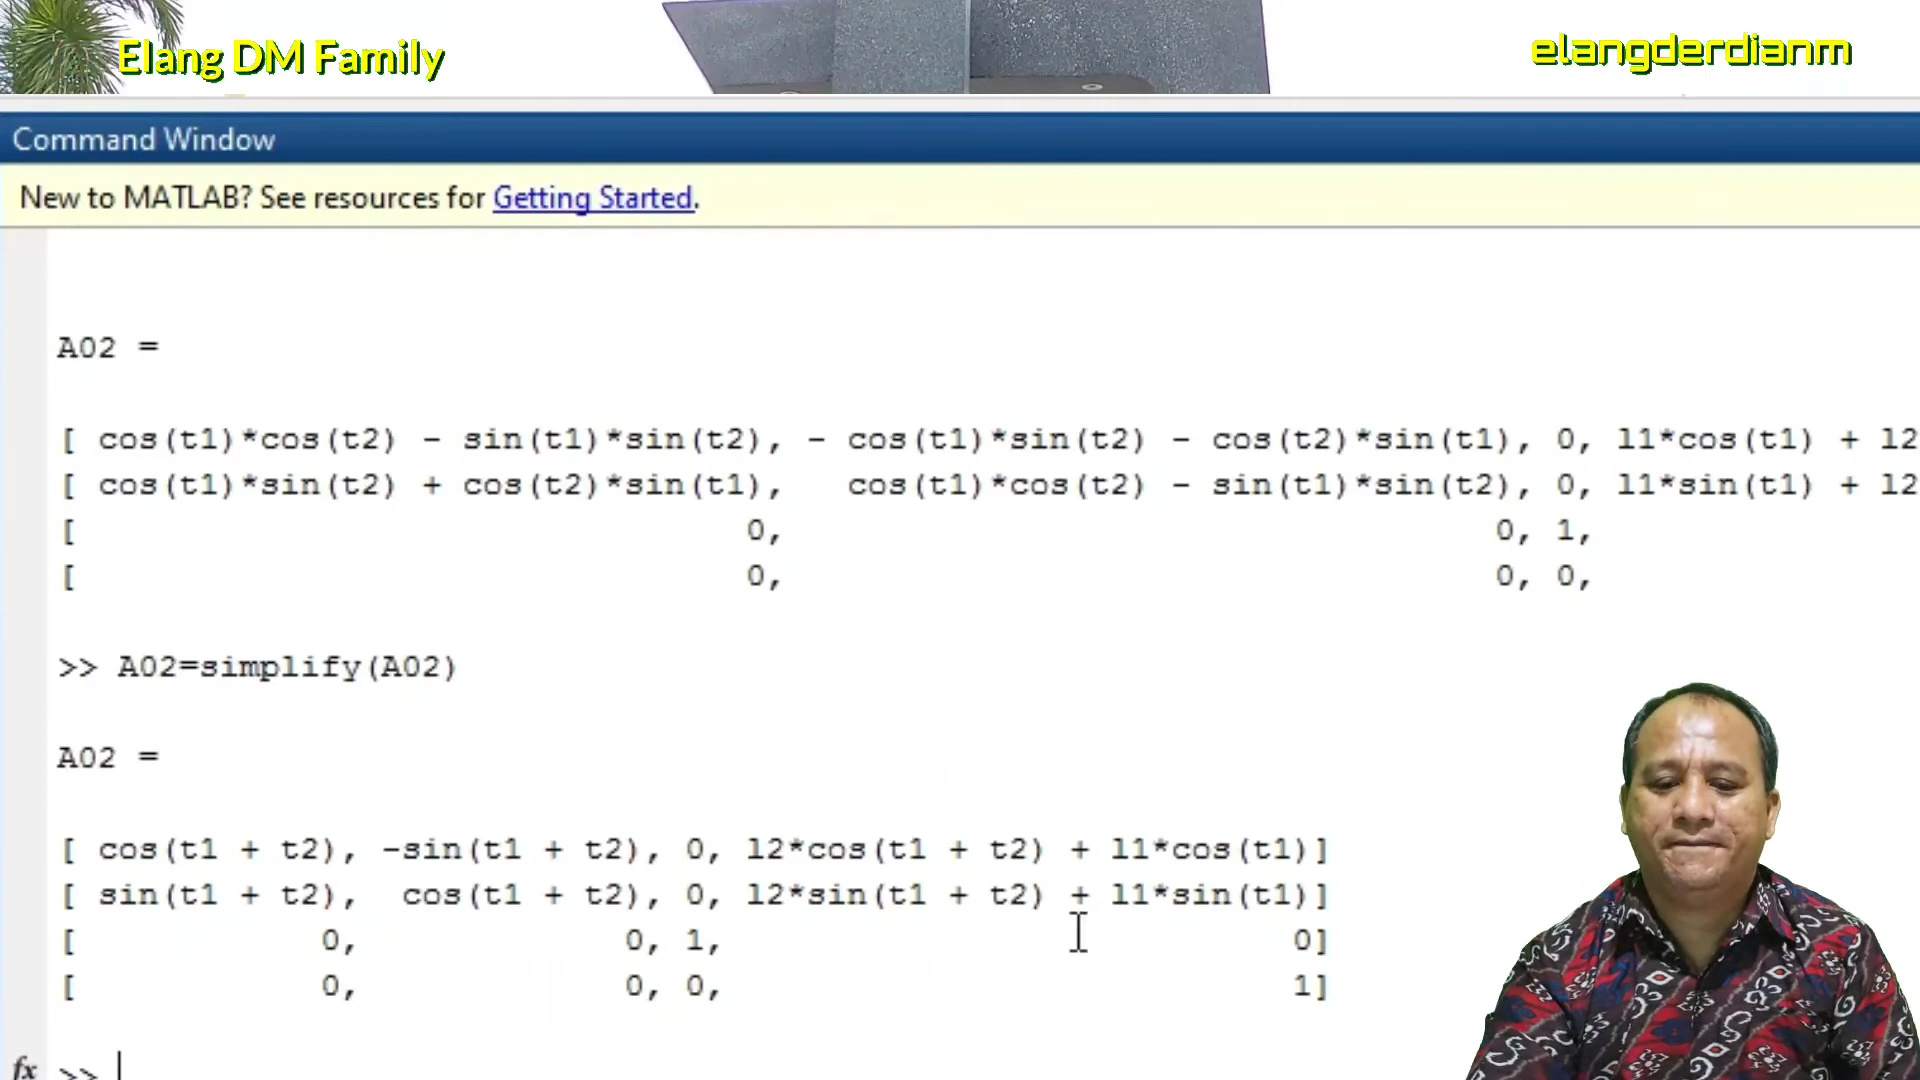 Elang DM Family
elangderdianm
Command Window
New to MATLAB? See resources for Getting Started.
A02 =
[ cos(t1)*cos(t2) - sin(t1)*sin(t2), - cos(t1)*sin(t2) - cos(t2)*sin(t1), 0, l1*cos(t1) + l2
[ cos(t1)*sin(t2) + cos(t2)*sin(t1),   cos(t1)*cos(t2) - sin(t1)*sin(t2), 0, l1*sin(t1) + l2
[ 0, 0, 1,
[ 0, 0, 0,
>> A02=simplify(A02)
A02 =
[ cos(t1 + t2), -sin(t1 + t2), 0, l2*cos(t1 + t2) + l1*cos(t1)]
[ sin(t1 + t2),  cos(t1 + t2), 0, l2*sin(t1 + t2) + l1*sin(t1)]
[ 0, 0, 1, 0]
[ 0, 0, 0, 1]
fx >>